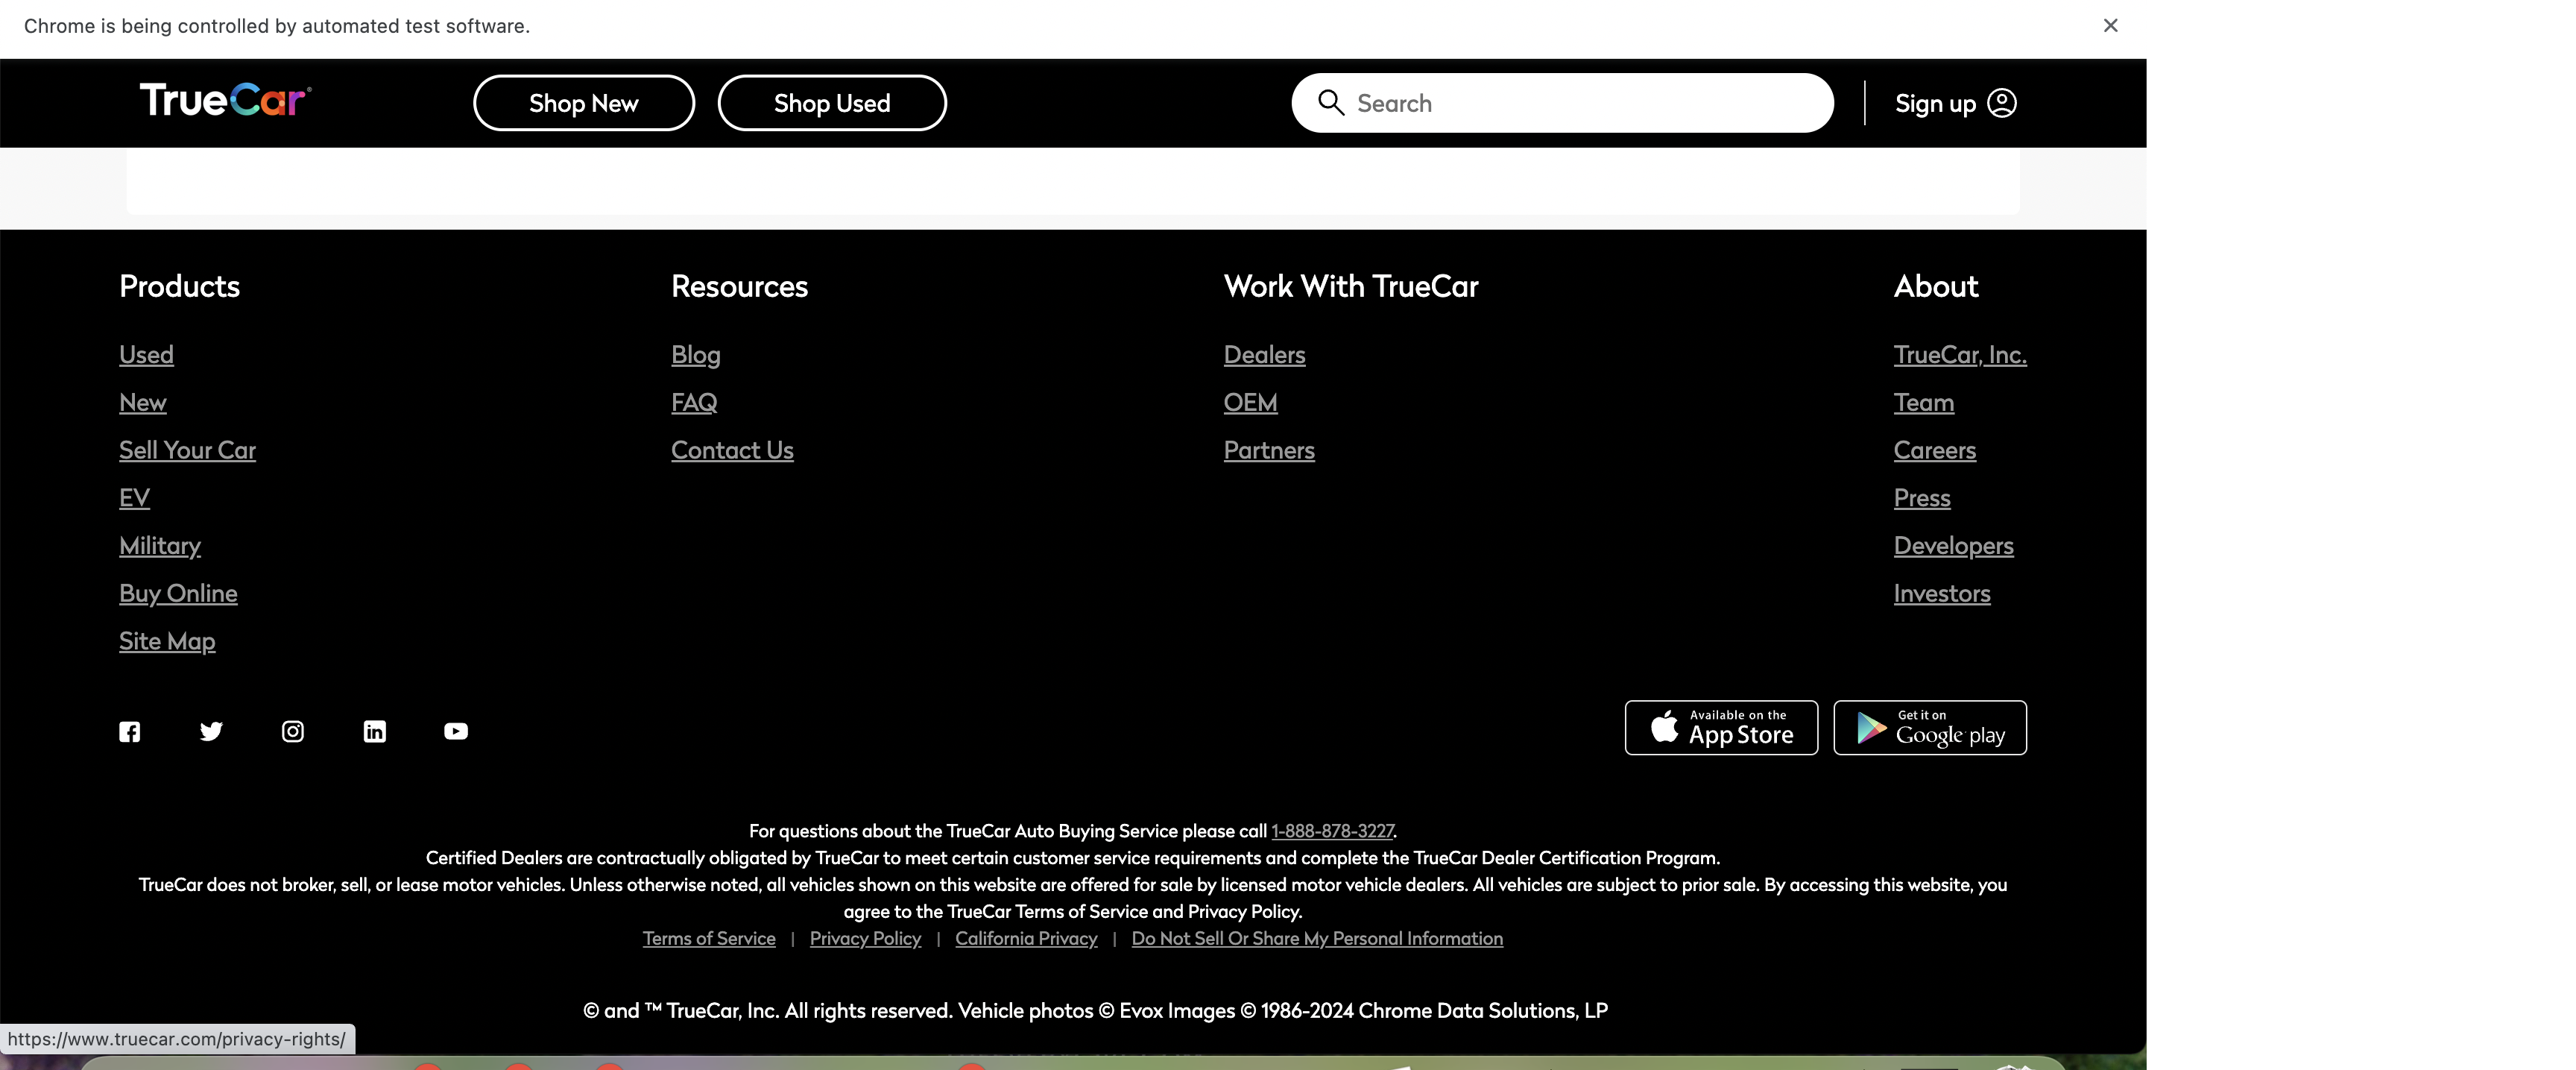 Chrome is being controlled by automated test software.
TrueCar
Shop New
Shop Used
Search
Sign up
Products
Used
New
Sell Your Car
EV
Military
Buy Online
Site Map
Resources
Blog
FAQ
Contact Us
Work With TrueCar
Dealers
OEM
Partners
About
TrueCar, Inc.
Team
Careers
Press
Developers
Investors
Available on the
App Store
Get it on
Google play
For questions about the TrueCar Auto Buying Service please call 1-888-878-3227.
Certified Dealers are contractually obligated by TrueCar to meet certain customer service requirements and complete the TrueCar Dealer Certification Program.
TrueCar does not broker, sell, or lease motor vehicles. Unless otherwise noted, all vehicles shown on this website are offered for sale by licensed motor vehicle dealers. All vehicles are subject to prior sale. By accessing this website, you
agree to the TrueCar Terms of Service and Privacy Policy.
Terms of Service | Privacy Policy | California Privacy | Do Not Sell Or Share My Personal Information
© and ™ TrueCar, Inc. All rights reserved. Vehicle photos © Evox Images © 1986-2024 Chrome Data Solutions, LP
https://www.truecar.com/privacy-rights/